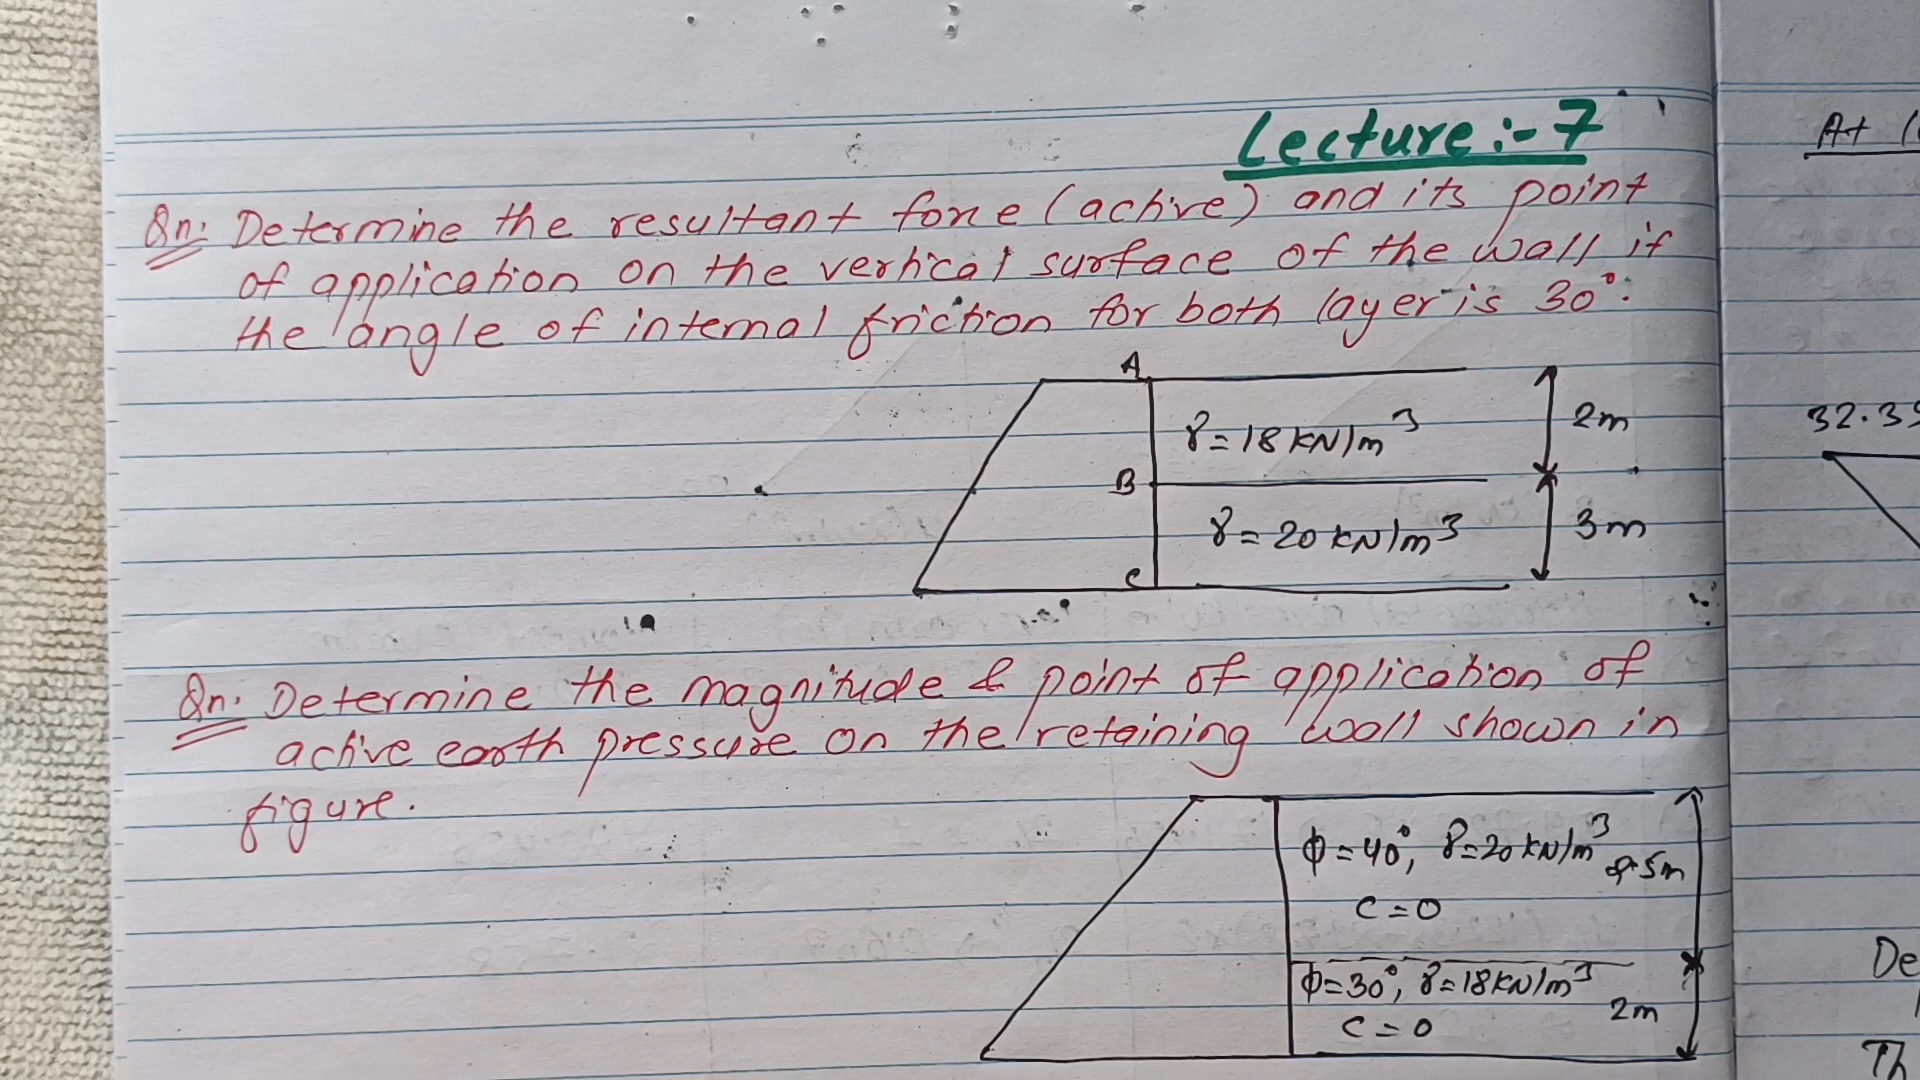 Lecture:- 7
Qn: Determine the resultant force (active) and its point
of application on the vertical surface of the wall if
the angle of internal friction for both layer is 30°.
A
γ = 18 kN/m³
2m
B
γ = 20 kN/m³
3m
C
Qn. Determine the magnitude & point of application of
active earth pressure on the retaining wall shown in
figure.
φ = 40°, γ = 20 kN/m³
C = 0
φ = 30°, γ = 18 kN/m³
2m
C = 0
At
32.3
De
Th